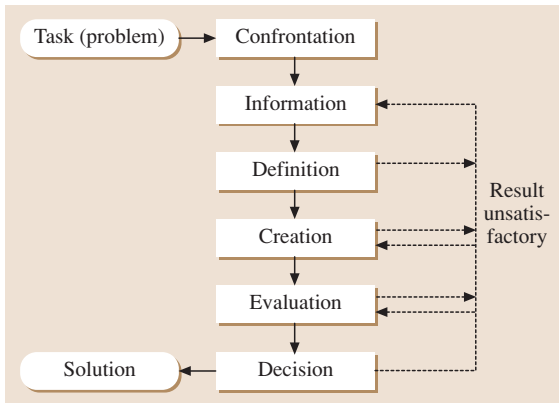 Task (problem)
Confrontation
Information
Definition
Result
unsatis-
factory
Creation
Evaluation
Solution
Decision